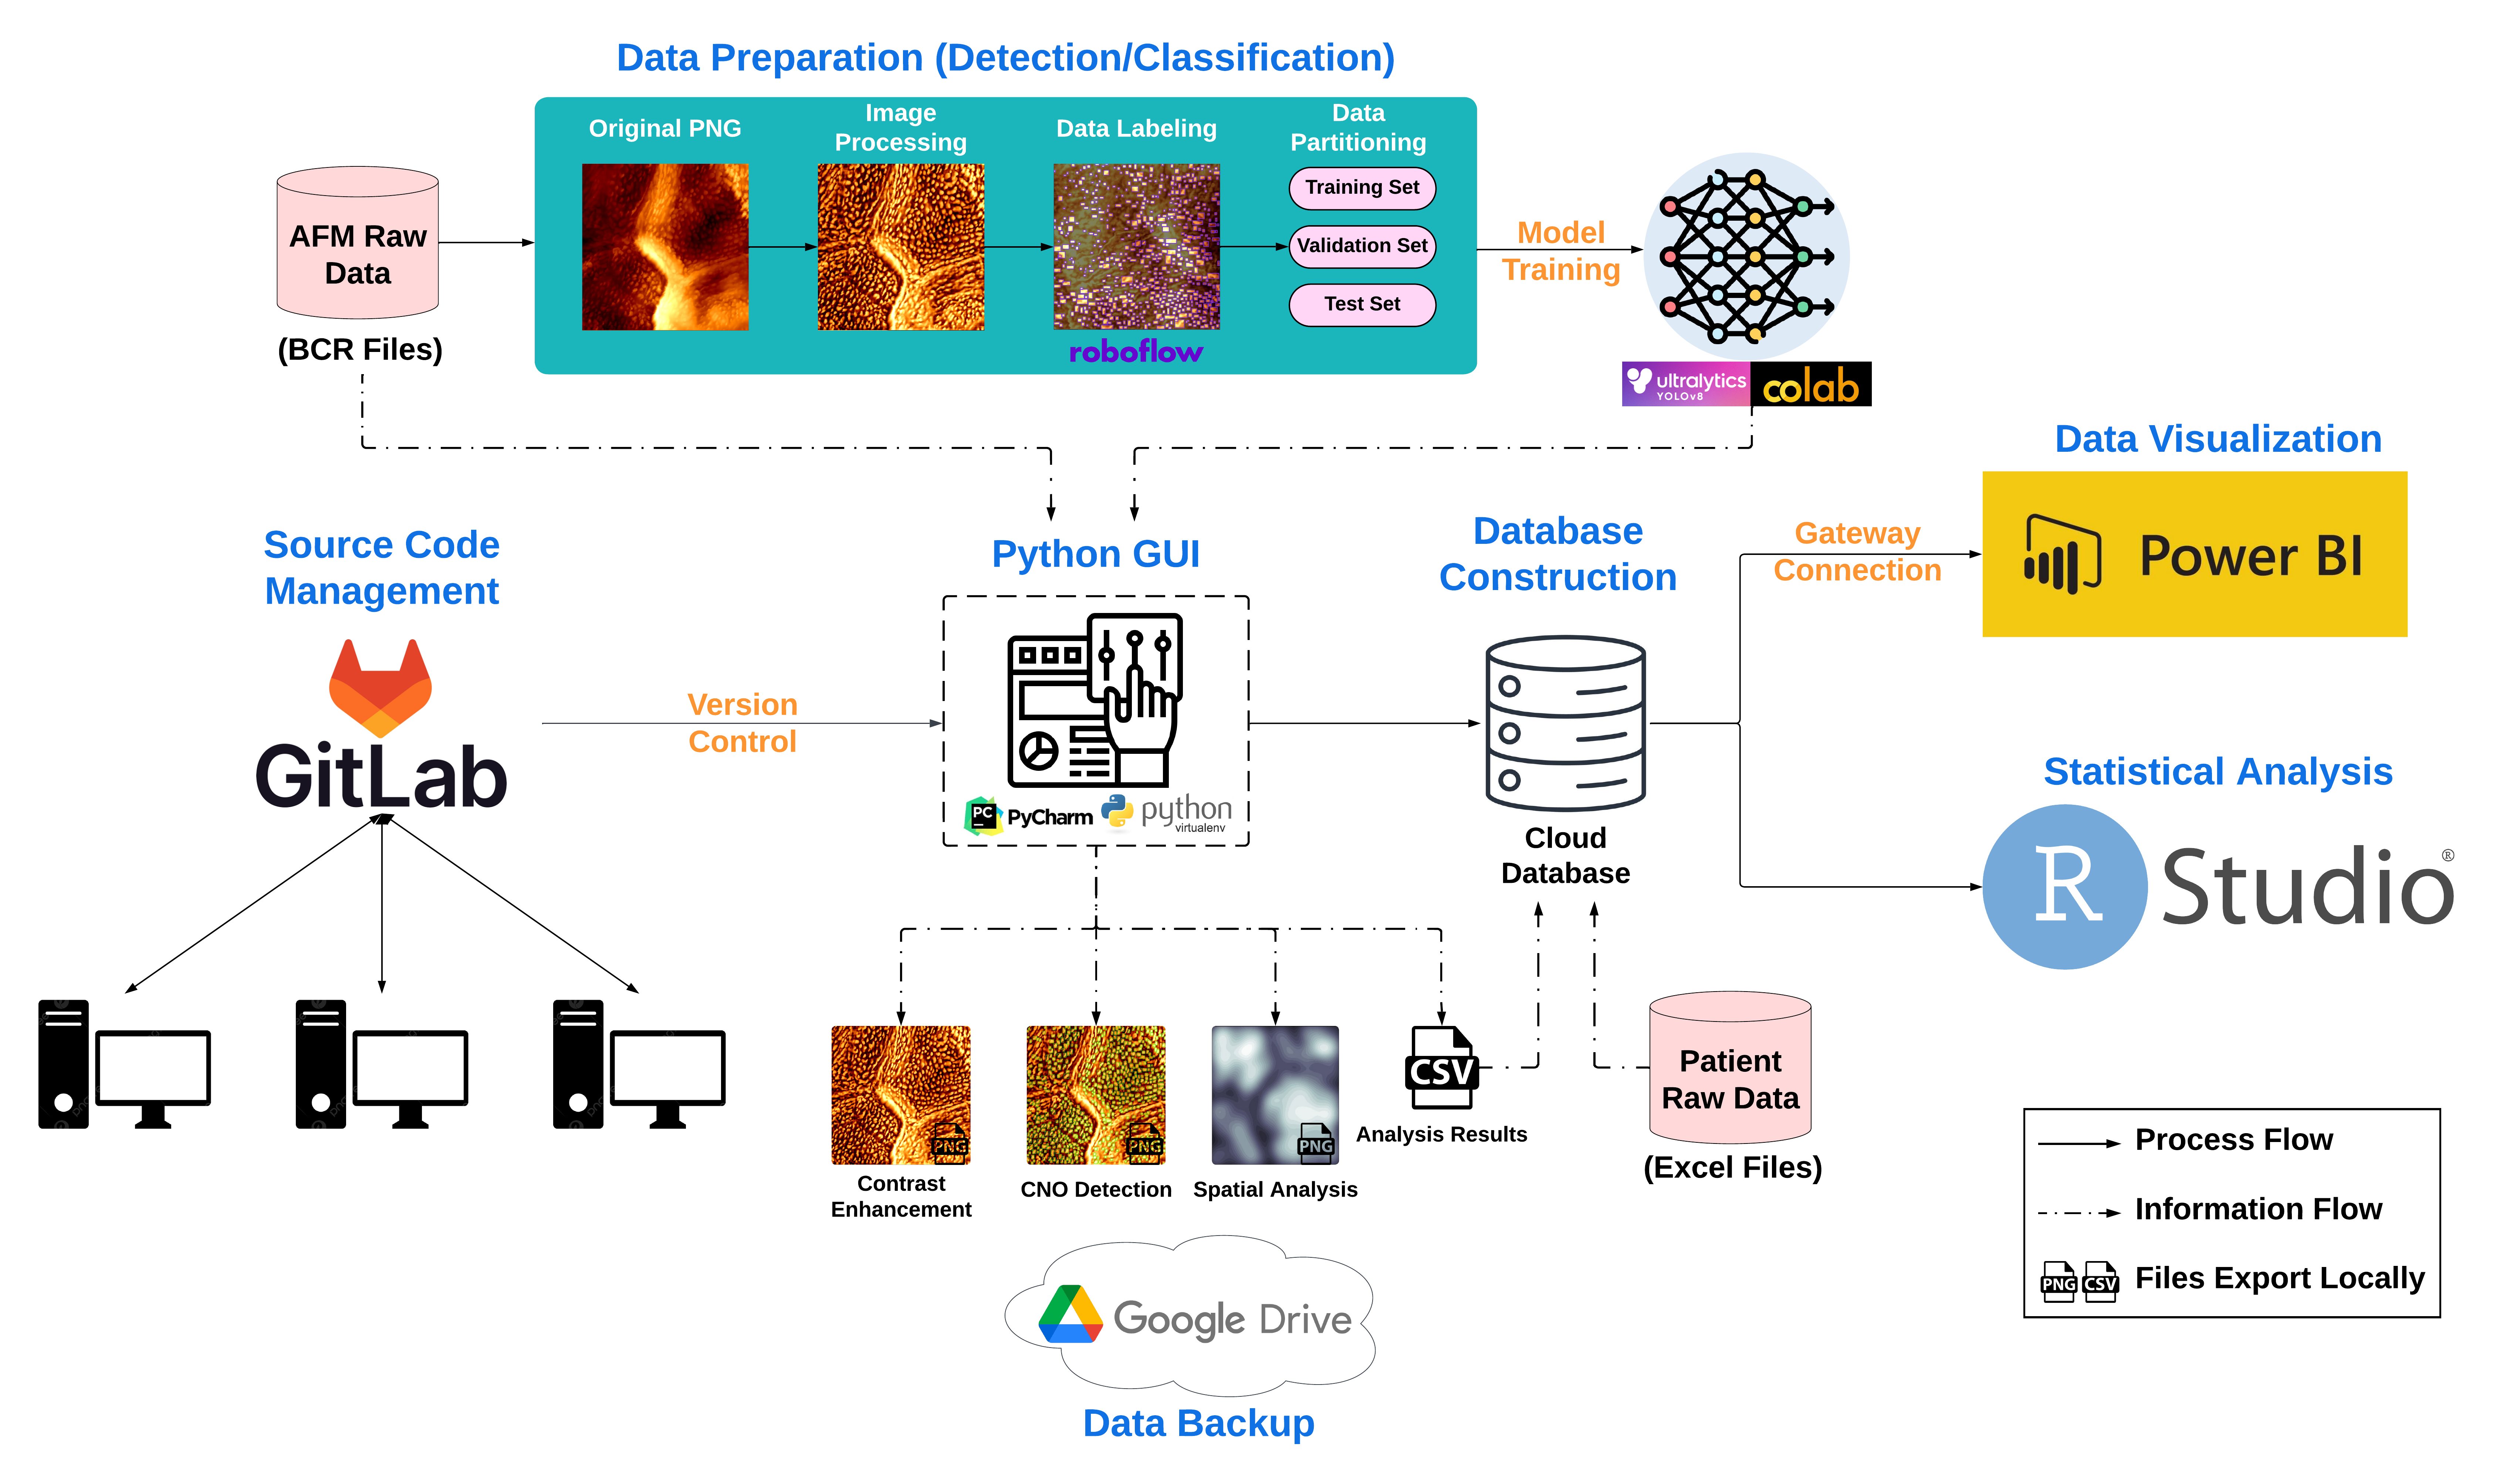 Data Preparation (Detection/Classification)
Original PNG
Image
Processing
Data Labeling
Data
Partitioning
Training Set
Validation Set
Test Set
roboflow
AFM Raw
Data
(BCR Files)
Model
Training
ultralytics
YOLOv8
colab
Data Visualization
Power BI
Gateway
Connection
Source Code
Management
GitLab
Version
Control
Python GUI
PC
PyCharm
python
virtualenv
Database
Construction
Cloud
Database
Statistical Analysis
R Studio®
PNG
Contrast
Enhancement
PNG
CNO Detection
PNG
Spatial Analysis
CSV
Analysis Results
Patient
Raw Data
(Excel Files)
Process Flow
Information Flow
PNG CSV Files Export Locally
Google Drive
Data Backup